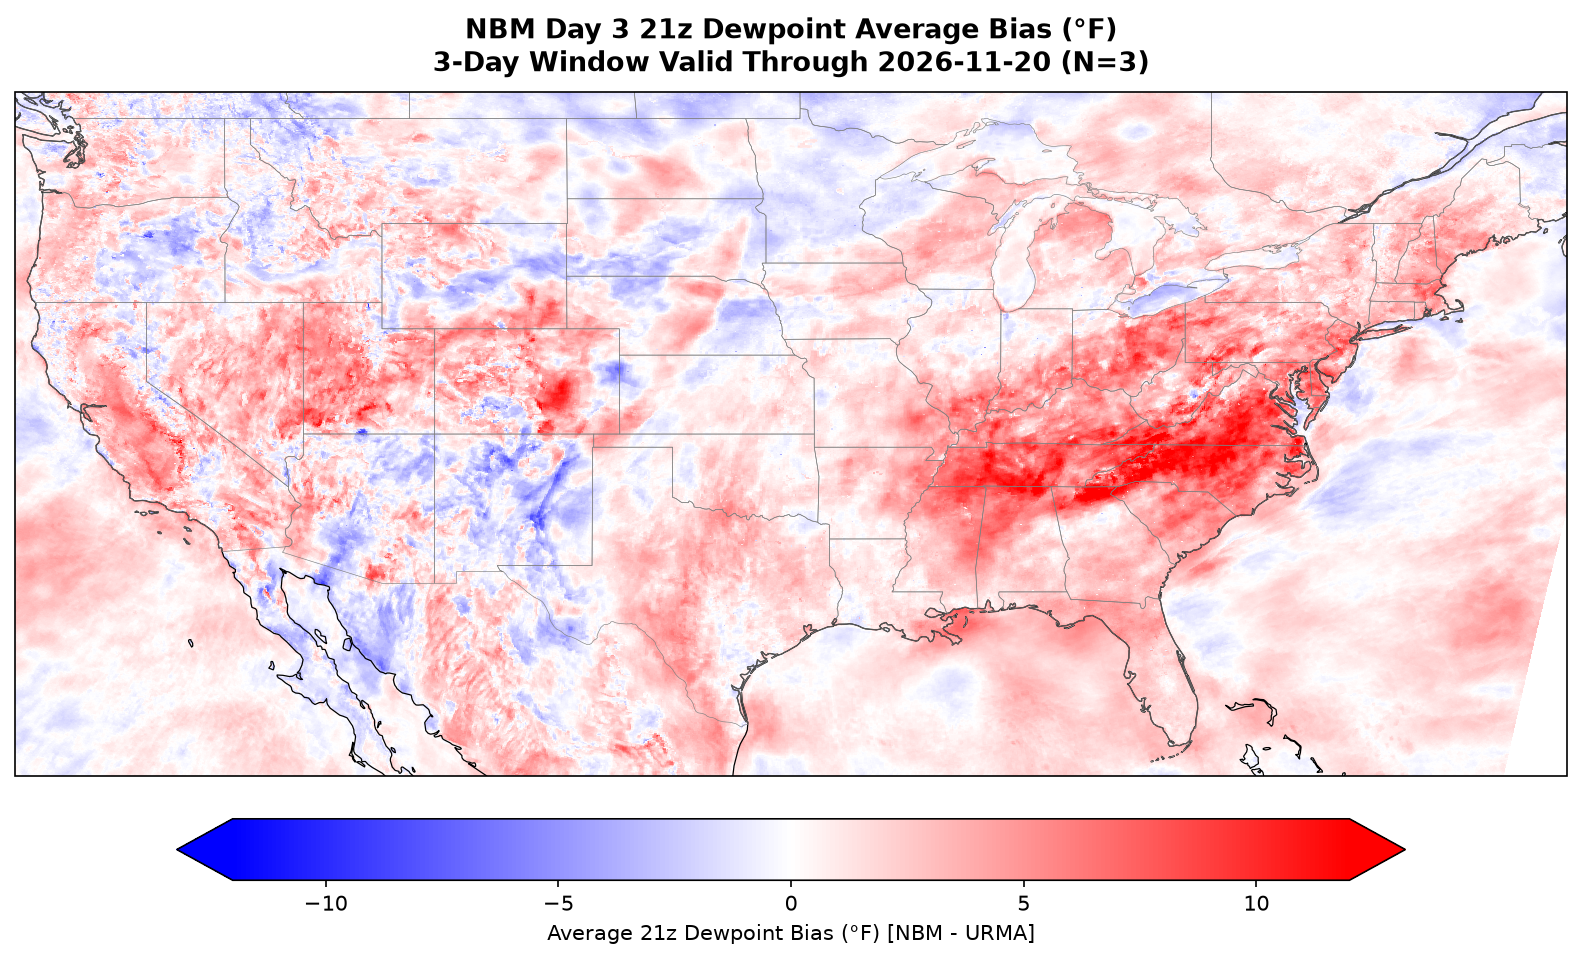 NBM Day 3 21z Dewpoint Average Bias (°F)
3-Day Window Valid Through 2026-11-20 (N=3)
−10 −5 0 5 10
Average 21z Dewpoint Bias (°F) [NBM - URMA]